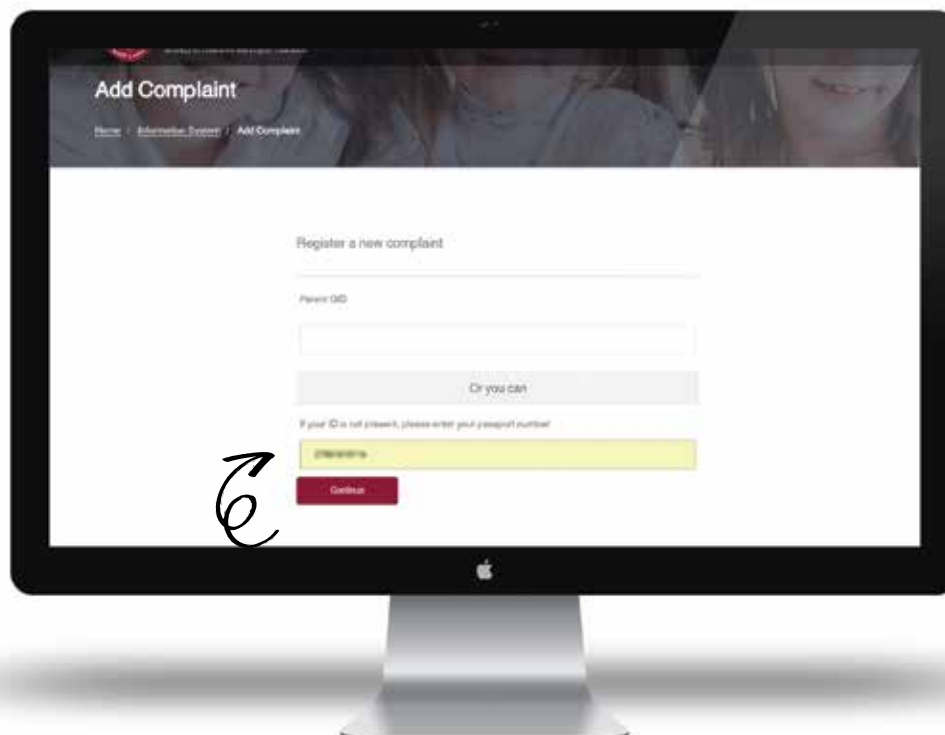 Add Complaint
Home / Information System / Add Complaint
Register a new complaint
Parent QID
Or you can
If your ID is not present, please enter your passport number
Continue